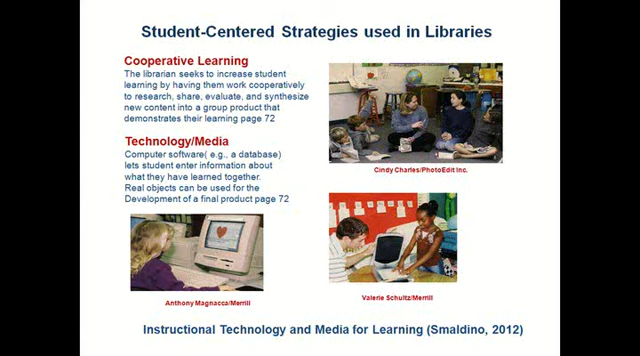 Student-Centered Strategies used in Libraries
Cooperative Learning
The librarian seeks to increase student
learning by having them work cooperatively
to research, share, evaluate, and synthesize
new content into a group product that
demonstrates their learning page 72
Technology/Media
Computer software( e.g., a database)
lets student enter information about
what they have learned together.
Real objects can be used for the
Development of a final product page 72
Cindy Charles/PhotoEdit Inc.
Anthony Magnacca/Merrill
Valerie Schultz/Merrill
Instructional Technology and Media for Learning (Smaldino, 2012)